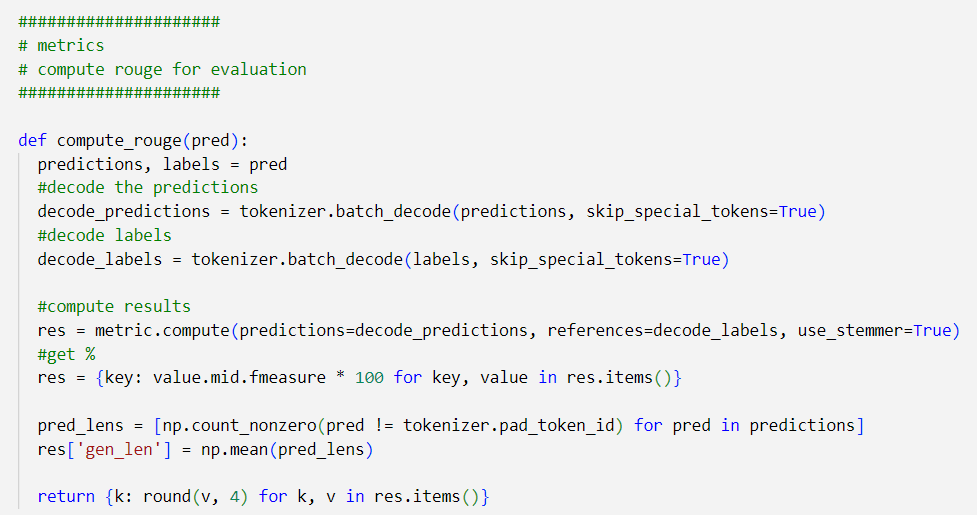 #####################
# metrics
# compute rouge for evaluation
#####################
def compute_rouge(pred):
predictions, labels = pred
#decode the predictions
decode_predictions = tokenizer.batch_decode(predictions, skip_special_tokens=True)
#decode labels
decode_labels = tokenizer.batch_decode(labels, skip_special_tokens=True)
#compute results
res = metric.compute(predictions=decode_predictions, references=decode_labels, use_stemmer=True)
#get %
res = {key: value.mid.fmeasure * 100 for key, value in res.items()}
pred_lens = [np.count_nonzero(pred != tokenizer.pad_token_id) for pred in predictions]
res['gen_len'] = np.mean(pred_lens)
return {k: round(v, 4) for k, v in res.items()}